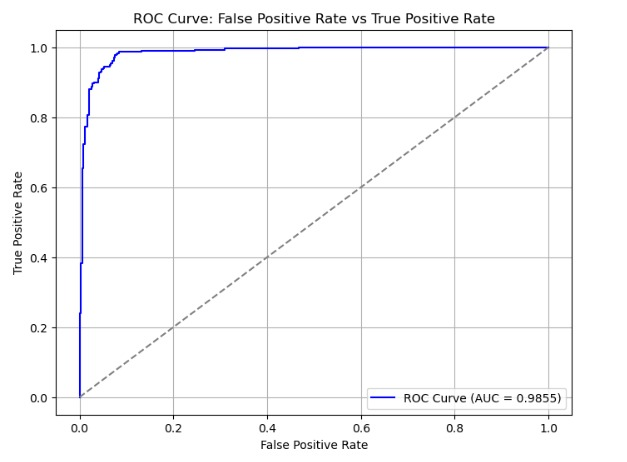 ROC Curve: False Positive Rate vs True Positive Rate
1.0
0.8
0.6
0.4
0.2
0.0
True Positive Rate
ROC Curve (AUC = 0.9855)
0.0 0.2 0.4 0.6 0.8 1.0
False Positive Rate